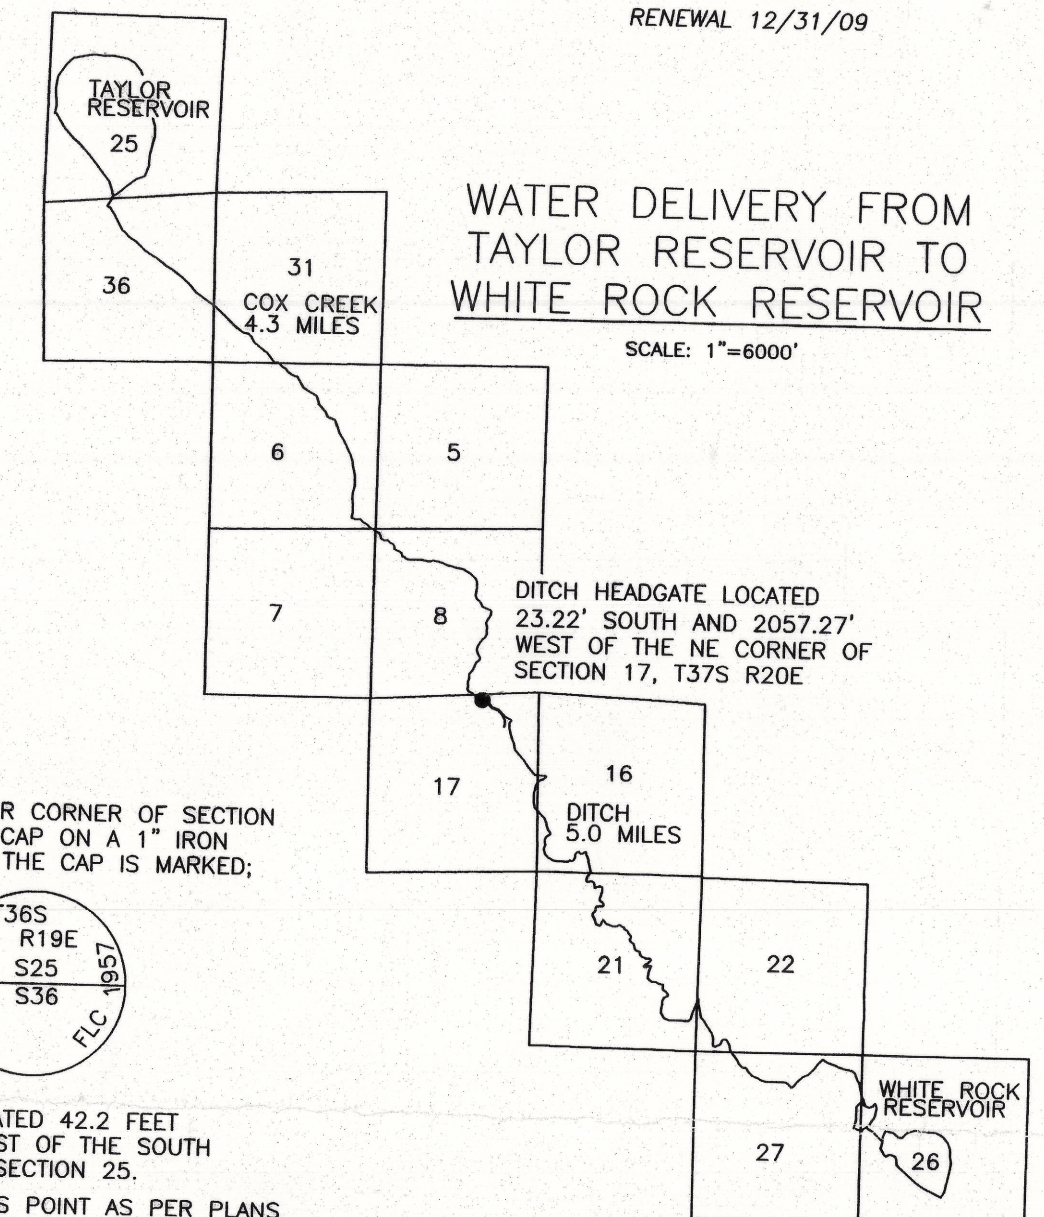 RENEWAL 12/31/09
TAYLOR
RESERVOIR
25
WATER DELIVERY FROM
TAYLOR RESERVOIR TO
WHITE ROCK RESERVOIR
SCALE: 1"=6000'
36
31
COX CREEK
4.3 MILES
6
5
7
8
DITCH HEADGATE LOCATED
23.22' SOUTH AND 2057.27'
WEST OF THE NE CORNER OF
SECTION 17, T37S R20E
17
16
DITCH
5.0 MILES
R CORNER OF SECTION
CAP ON A 1" IRON
THE CAP IS MARKED;
T36S
R19E
S25
S36
1957
FLC
21
22
WHITE ROCK
RESERVOIR
26
27
ATED 42.2 FEET
ST OF THE SOUTH
SECTION 25.
S POINT AS PER PLANS